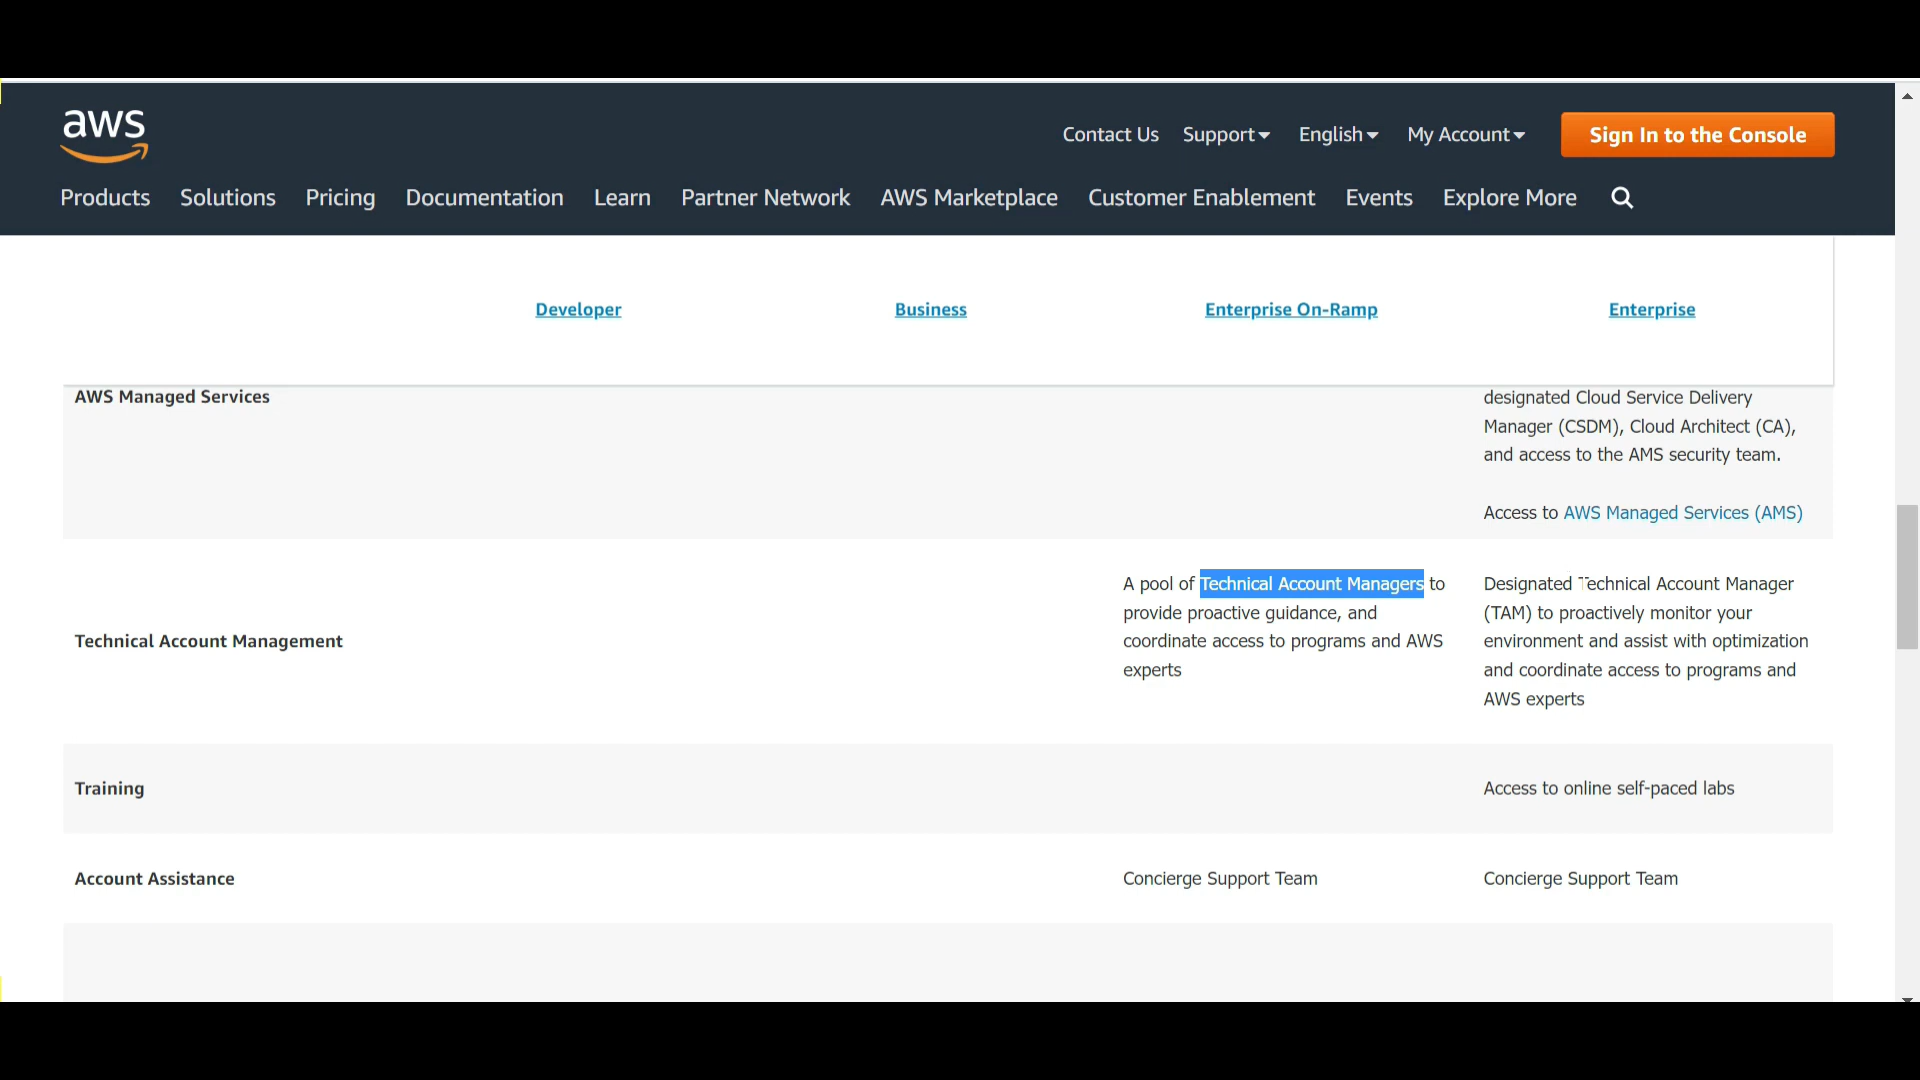 aws
Contact Us Support English My Account Sign In to the Console
Products Solutions Pricing Documentation Learn Partner Network AWS Marketplace Customer Enablement Events Explore More
Developer Business Enterprise On-Ramp Enterprise
AWS Managed Services
designated Cloud Service Delivery
Manager (CSDM), Cloud Architect (CA),
and access to the AMS security team.
Access to AWS Managed Services (AMS)
Technical Account Management
A pool of Technical Account Managers to
provide proactive guidance, and
coordinate access to programs and AWS
experts
Designated Technical Account Manager
(TAM) to proactively monitor your
environment and assist with optimization
and coordinate access to programs and
AWS experts
Training
Access to online self-paced labs
Account Assistance
Concierge Support Team
Concierge Support Team